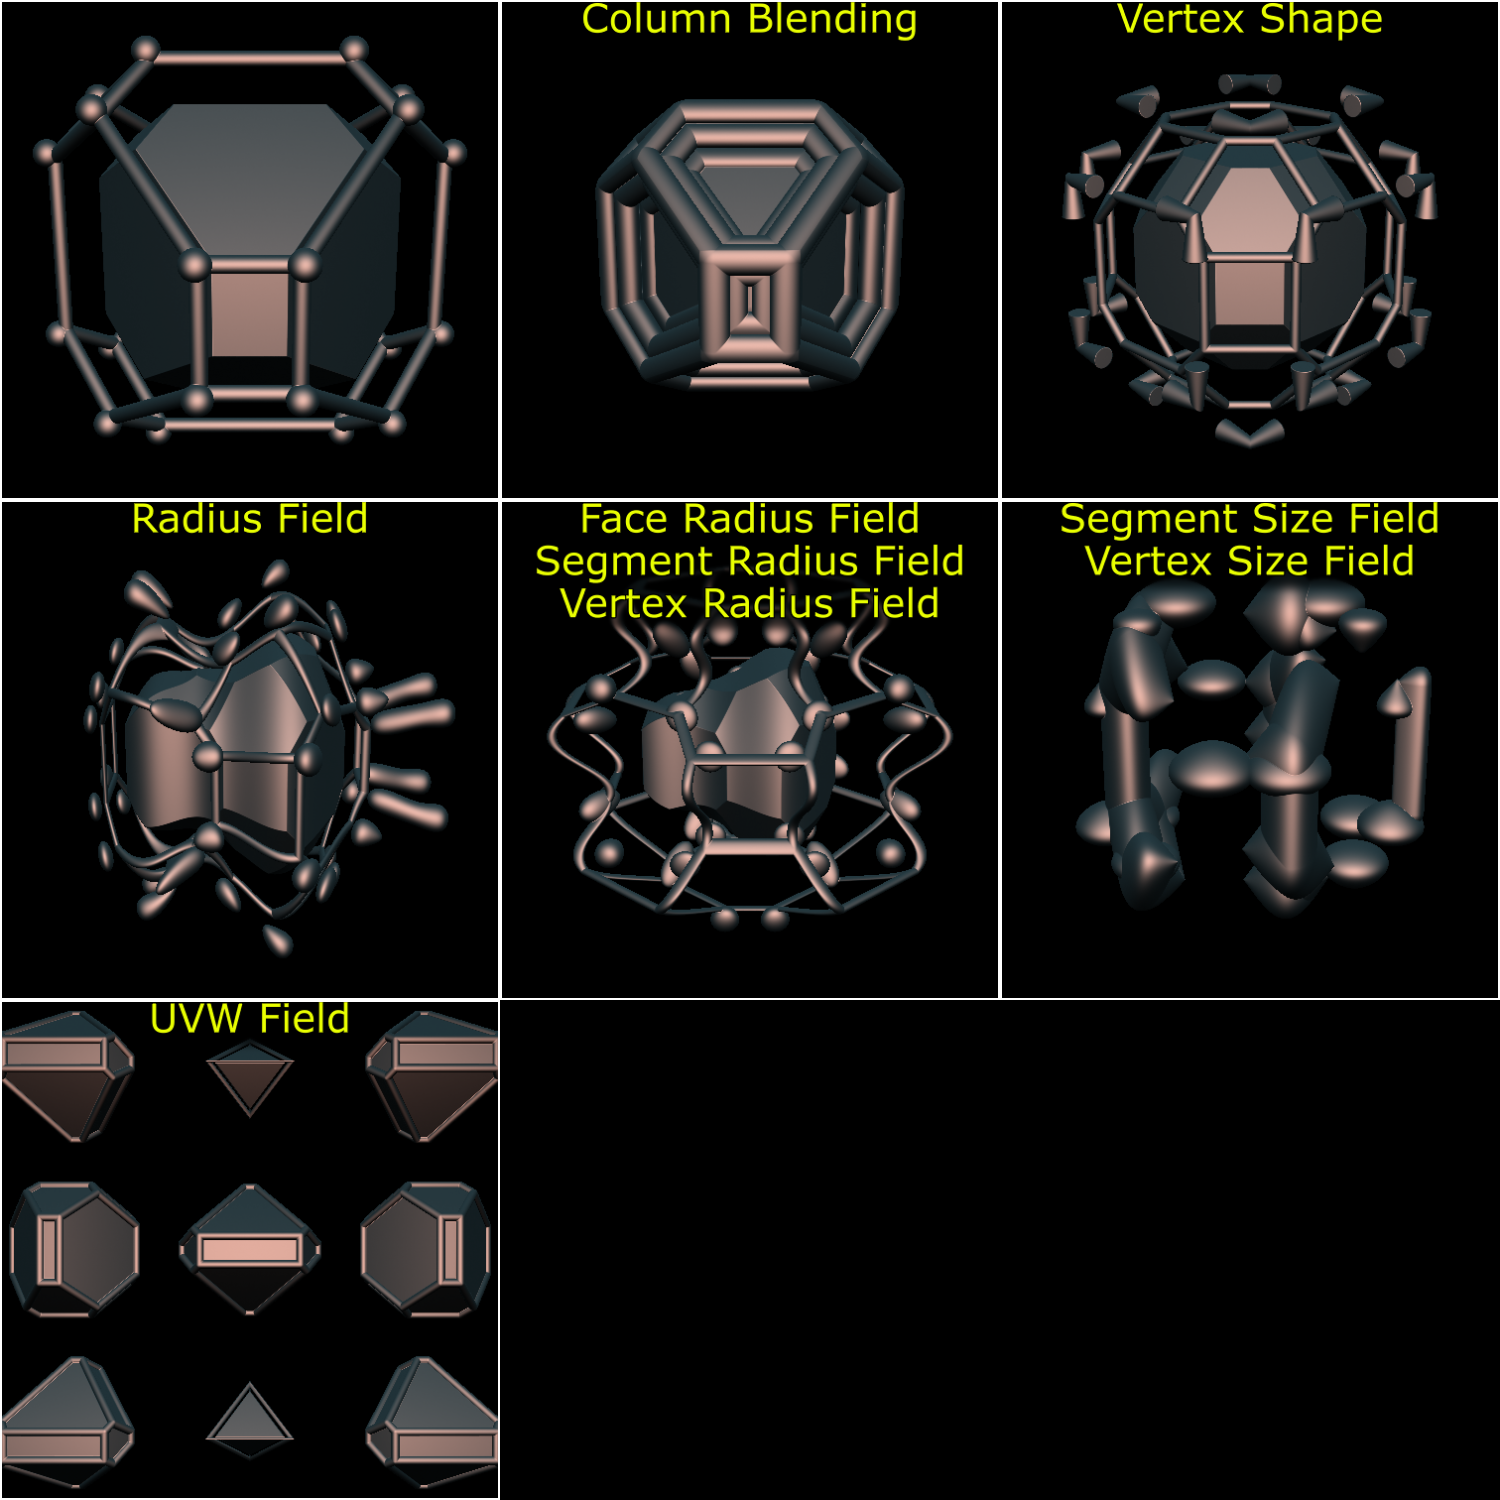 Column Blending
Vertex Shape
Radius Field
Face Radius Field
Segment Radius Field
Vertex Radius Field
Segment Size Field
Vertex Size Field
UVW Field